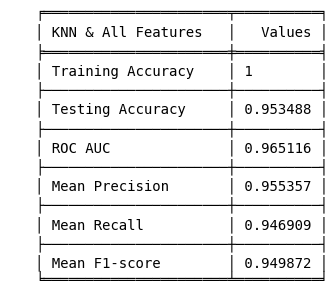 KNN & All Features Values
Training Accuracy 1
Testing Accuracy 0.953488
ROC AUC 0.965116
Mean Precision 0.955357
Mean Recall 0.946909
Mean F1-score 0.949872